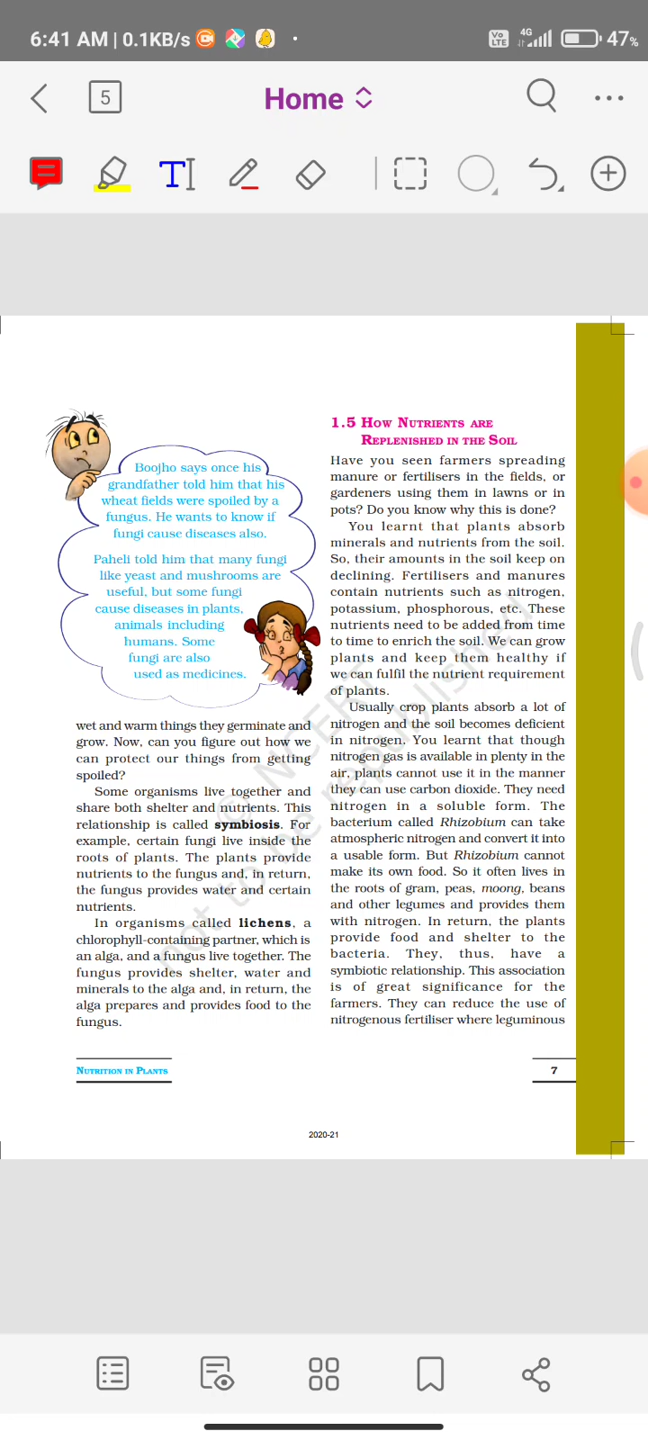 6:41 AM | 0.1KB/s
Vo LTE 4G 47%
5
Home
T
Boojho says once his
grandfather told him that his
wheat fields were spoiled by a
fungus. He wants to know if
fungi cause diseases also.
Paheli told him that many fungi
like yeast and mushrooms are
useful, but some fungi
cause diseases in plants,
animals including
humans. Some
fungi are also
used as medicines.
wet and warm things they germinate and
grow. Now, can you figure out how we
can protect our things from getting
spoiled?
Some organisms live together and
share both shelter and nutrients. This
relationship is called symbiosis. For
example, certain fungi live inside the
roots of plants. The plants provide
nutrients to the fungus and, in return,
the fungus provides water and certain
nutrients.
In organisms called lichens, a
chlorophyll-containing partner, which is
an alga, and a fungus live together. The
fungus provides shelter, water and
minerals to the alga and, in return, the
alga prepares and provides food to the
fungus.
1.5 HOW NUTRIENTS ARE
REPLENISHED IN THE SOIL
Have you seen farmers spreading
manure or fertilisers in the fields, or
gardeners using them in lawns or in
pots? Do you know why this is done?
You learnt that plants absorb
minerals and nutrients from the soil.
So, their amounts in the soil keep on
declining. Fertilisers and manures
contain nutrients such as nitrogen,
potassium, phosphorous, etc. These
nutrients need to be added from time
to time to enrich the soil. We can grow
plants and keep them healthy if
we can fulfil the nutrient requirement
of plants.
Usually crop plants absorb a lot of
nitrogen and the soil becomes deficient
in nitrogen. You learnt that though
nitrogen gas is available in plenty in the
air, plants cannot use it in the manner
they can use carbon dioxide. They need
nitrogen in a soluble form. The
bacterium called Rhizobium can take
atmospheric nitrogen and convert it into
a usable form. But Rhizobium cannot
make its own food. So it often lives in
the roots of gram, peas, moong, beans
and other legumes and provides them
with nitrogen. In return, the plants
provide food and shelter to the
bacteria. They, thus, have a
symbiotic relationship. This association
is of great significance for the
farmers. They can reduce the use of
nitrogenous fertiliser where leguminous
© NCERT
not to be republished
NUTRITION IN PLANTS
7
2020-21